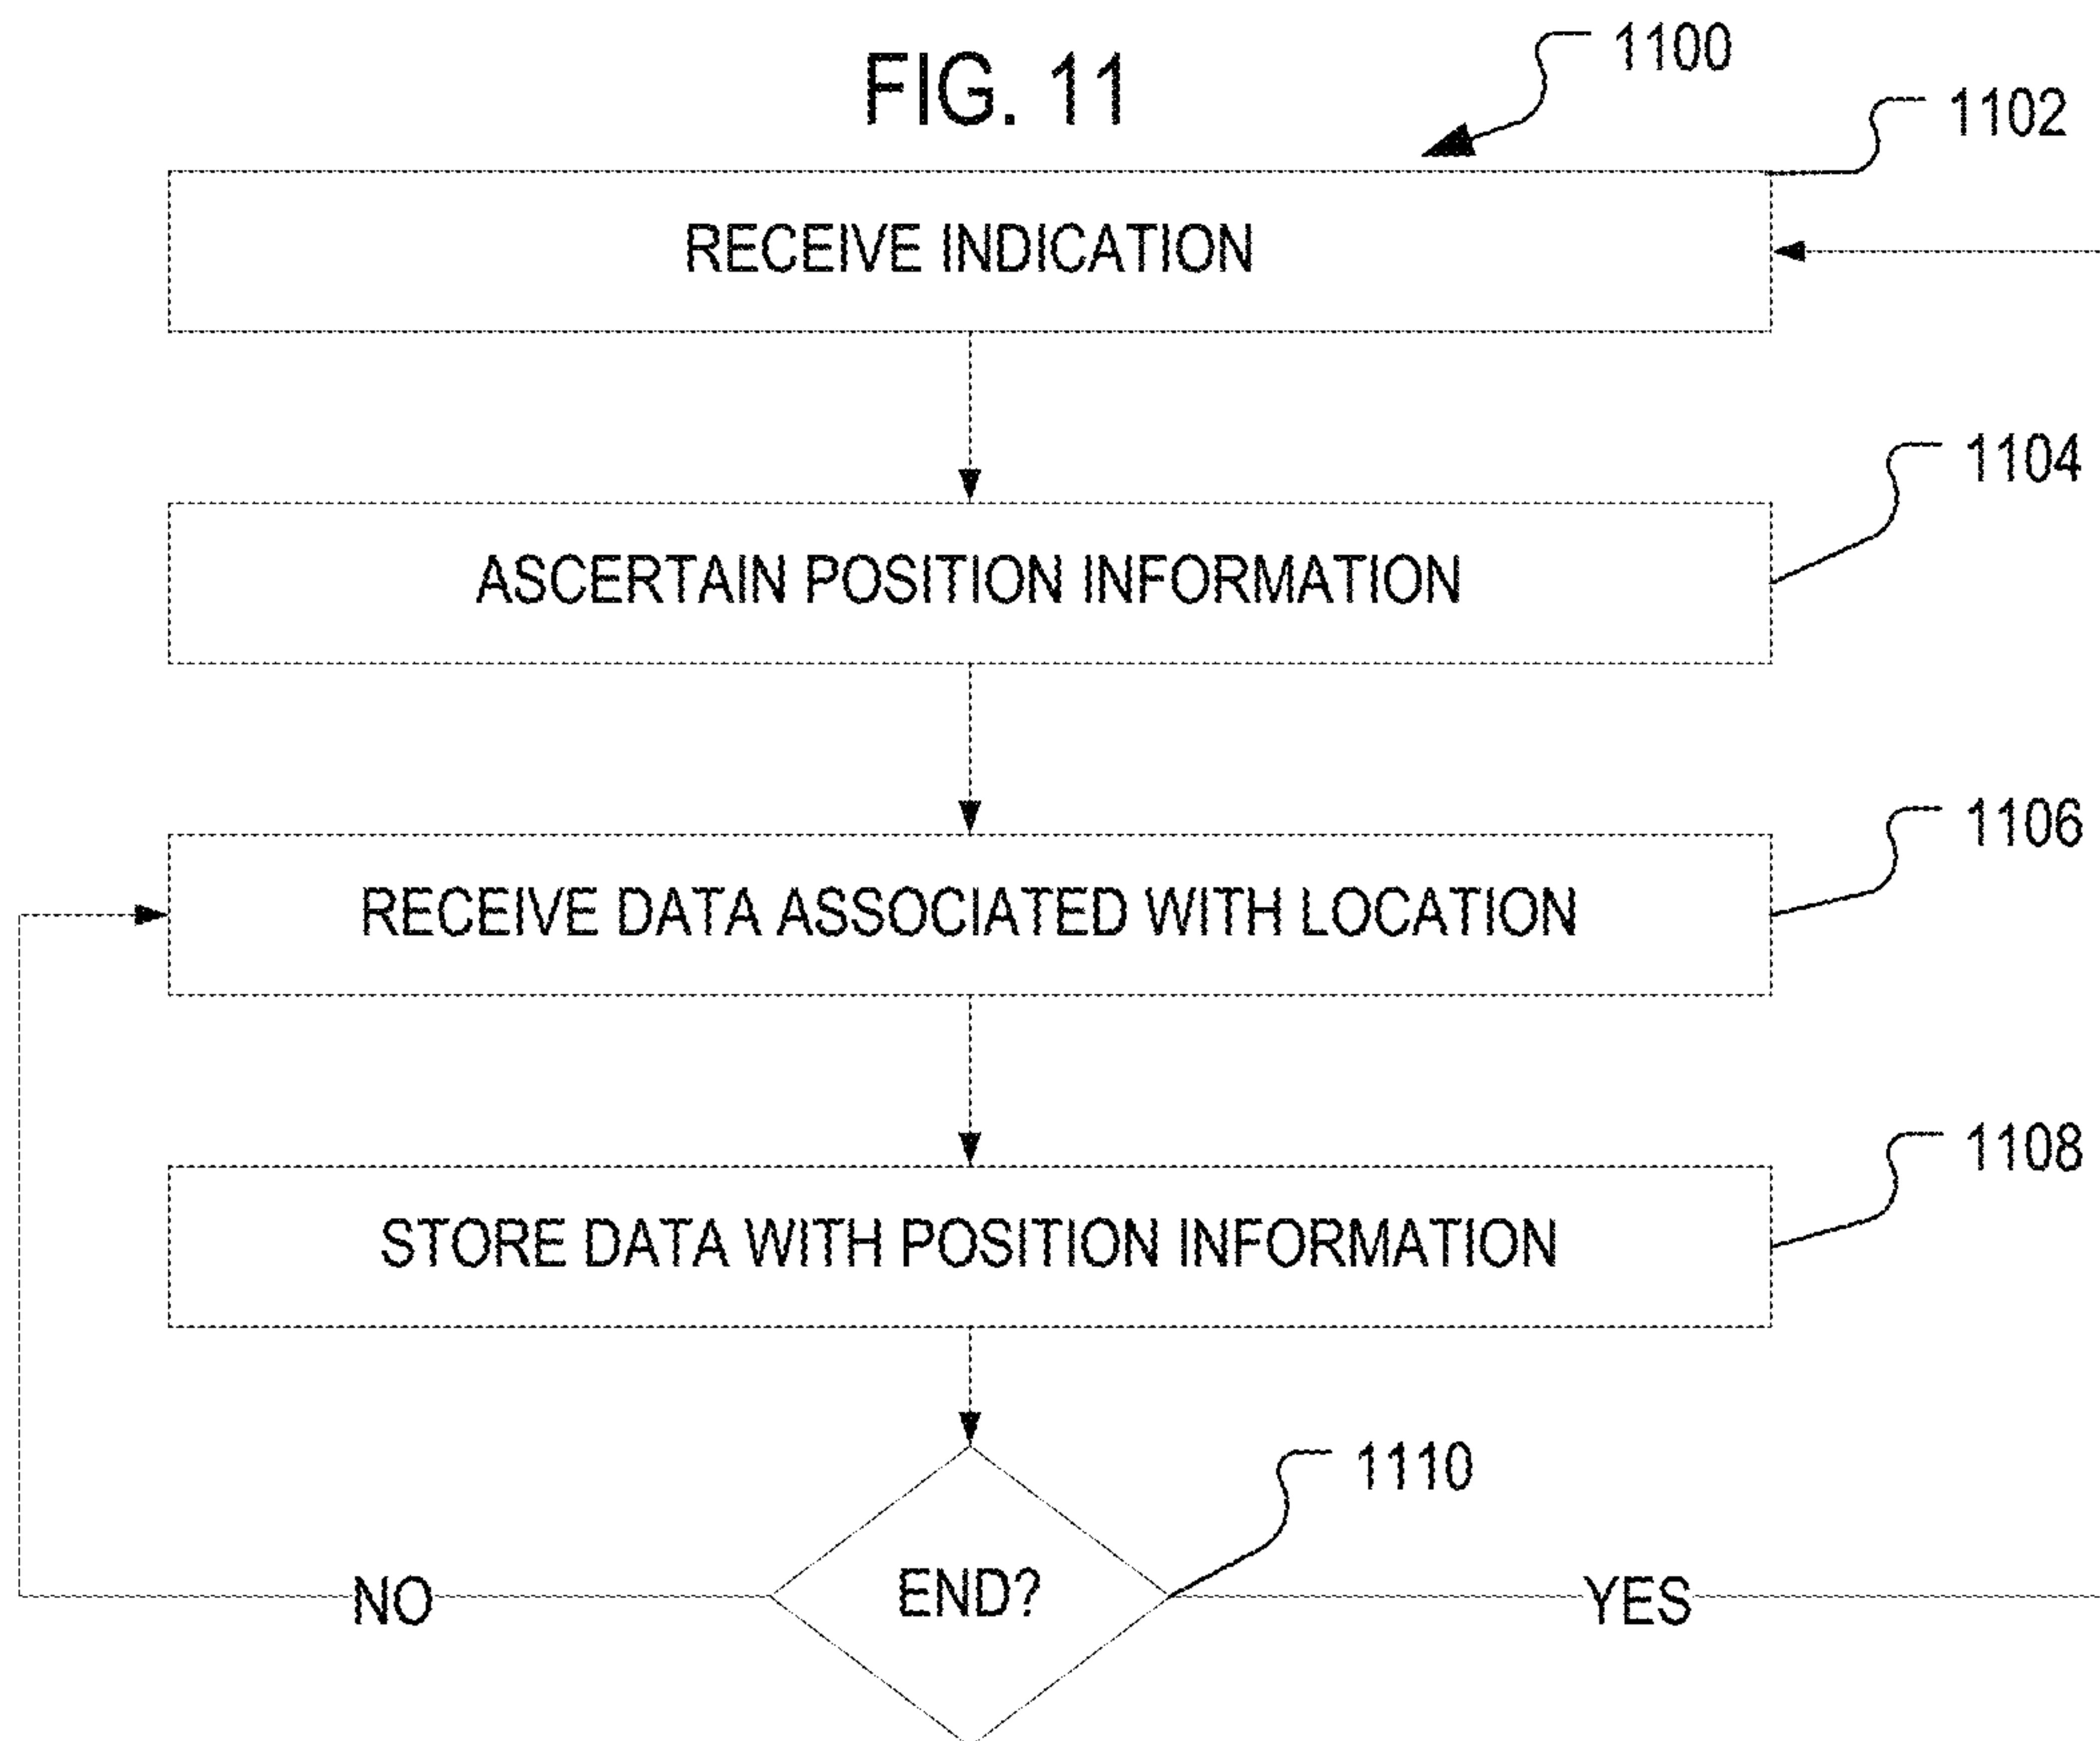 FIG. 11
1100
1102
RECEIVE INDICATION
1104
ASCERTAIN POSITION INFORMATION
1106
RECEIVE DATA ASSOCIATED WITH LOCATION
1108
STORE DATA WITH POSITION INFORMATION
1110
NO
END?
YES